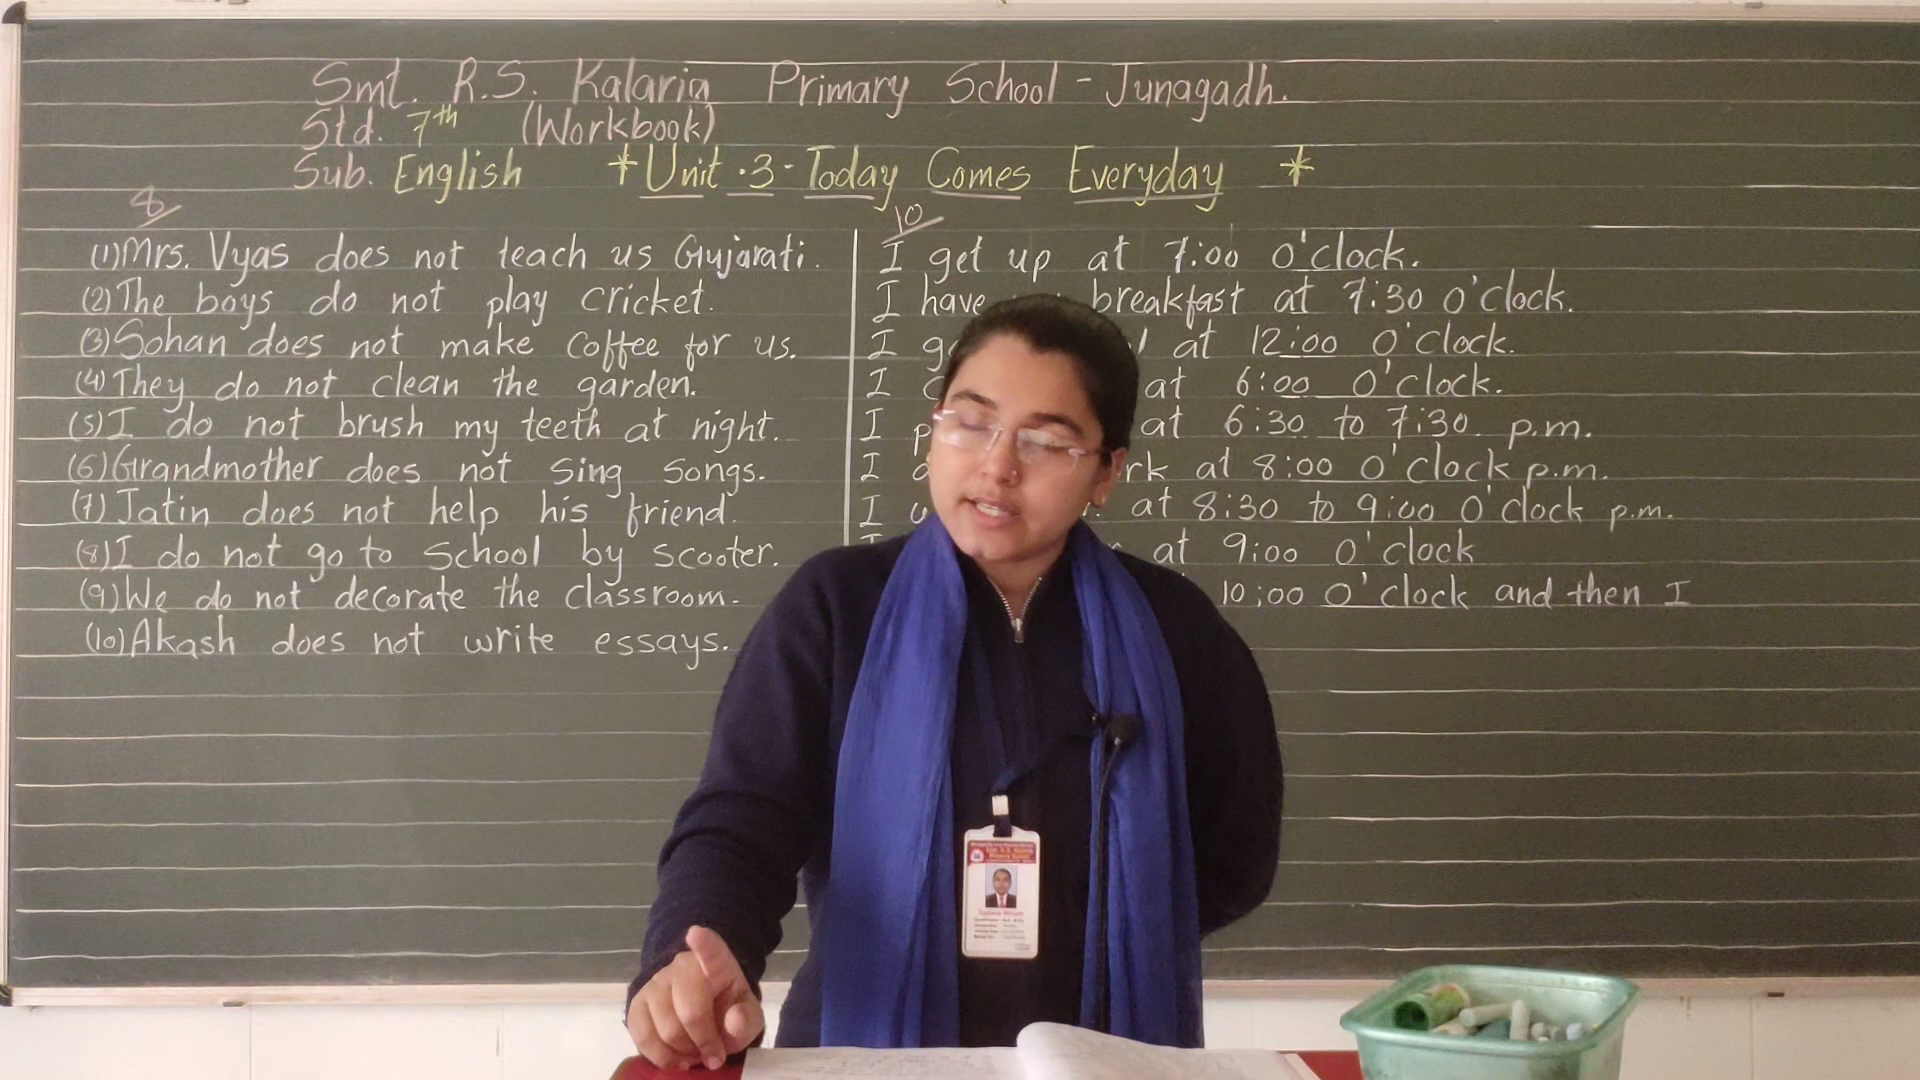 Smt. R.S. Kalaria Primary School - Junagadh.
Std. 7th (Workbook)
Sub. English * Unit .3 - Today Comes Everyday *
8
(1) Mrs. Vyas does not teach us Gujarati.
(2) The boys do not play cricket.
(3) Sohan does not make coffee for us.
(4) They do not clean the garden.
(5) I do not brush my teeth at night.
(6) Grandmother does not sing songs.
(7) Jatin does not help his friend.
(8) I do not go to school by scooter.
(9) We do not decorate the classroom.
(10) Akash does not write essays.
10
I get up at 7:00 O'clock.
I have breakfast at 7:30 O'clock.
I at 12:00 O'clock.
I at 6:00 O'clock.
I at 6:30 to 7:30 p.m.
I at 8:00 O'clock p.m.
I at 8:30 to 9:00 O'clock p.m.
at 9:00 O'clock
10:00 O'clock and then I